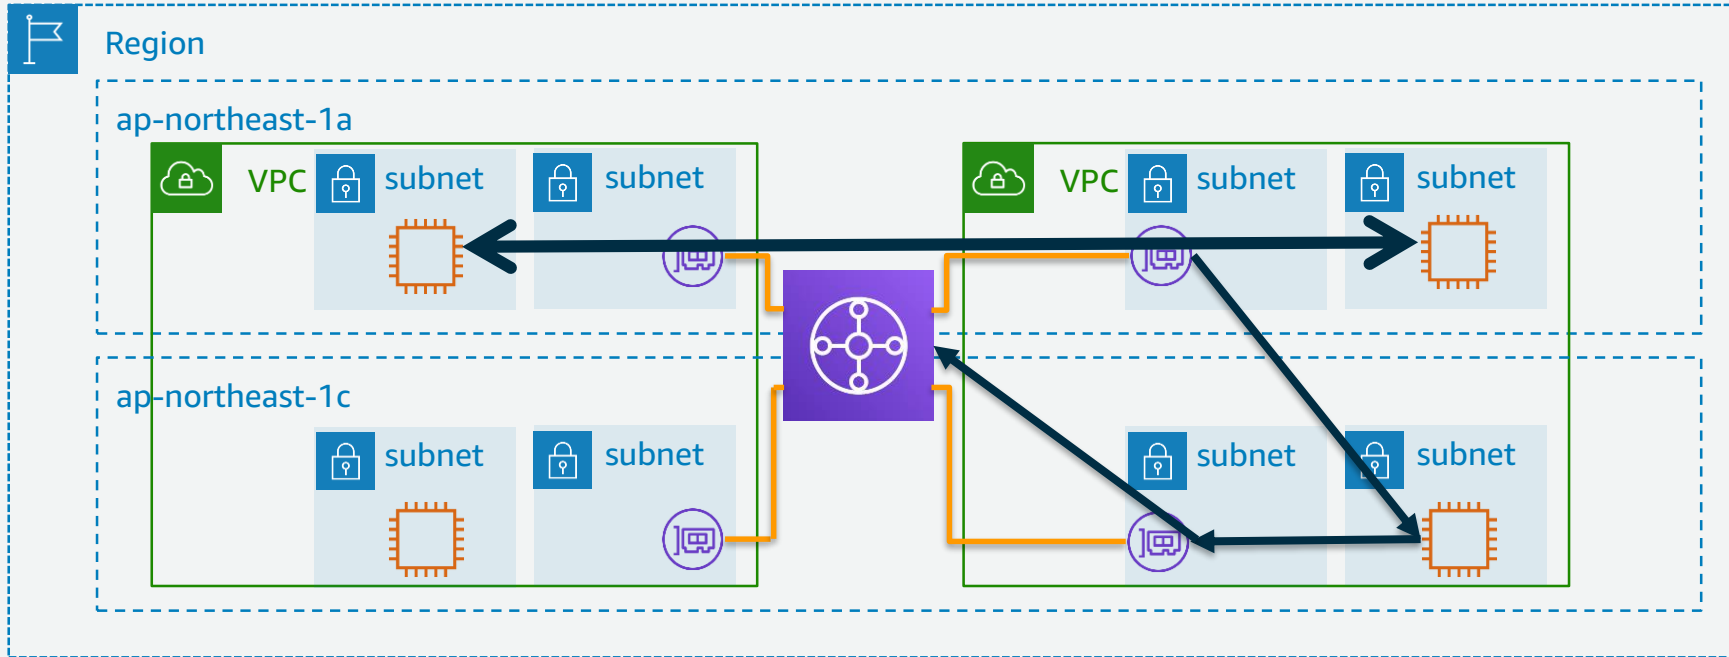 Region
ap-northeast-1a
VPC
subnet
subnet
VPC
subnet
subnet
ap-northeast-1c
subnet
subnet
subnet
subnet